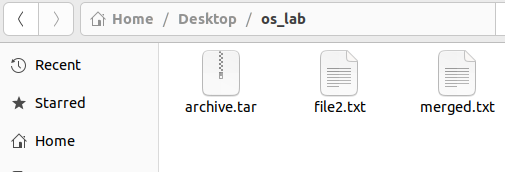 Home / Desktop / os_lab
Recent
Starred
Home
archive.tar
file2.txt
merged.txt